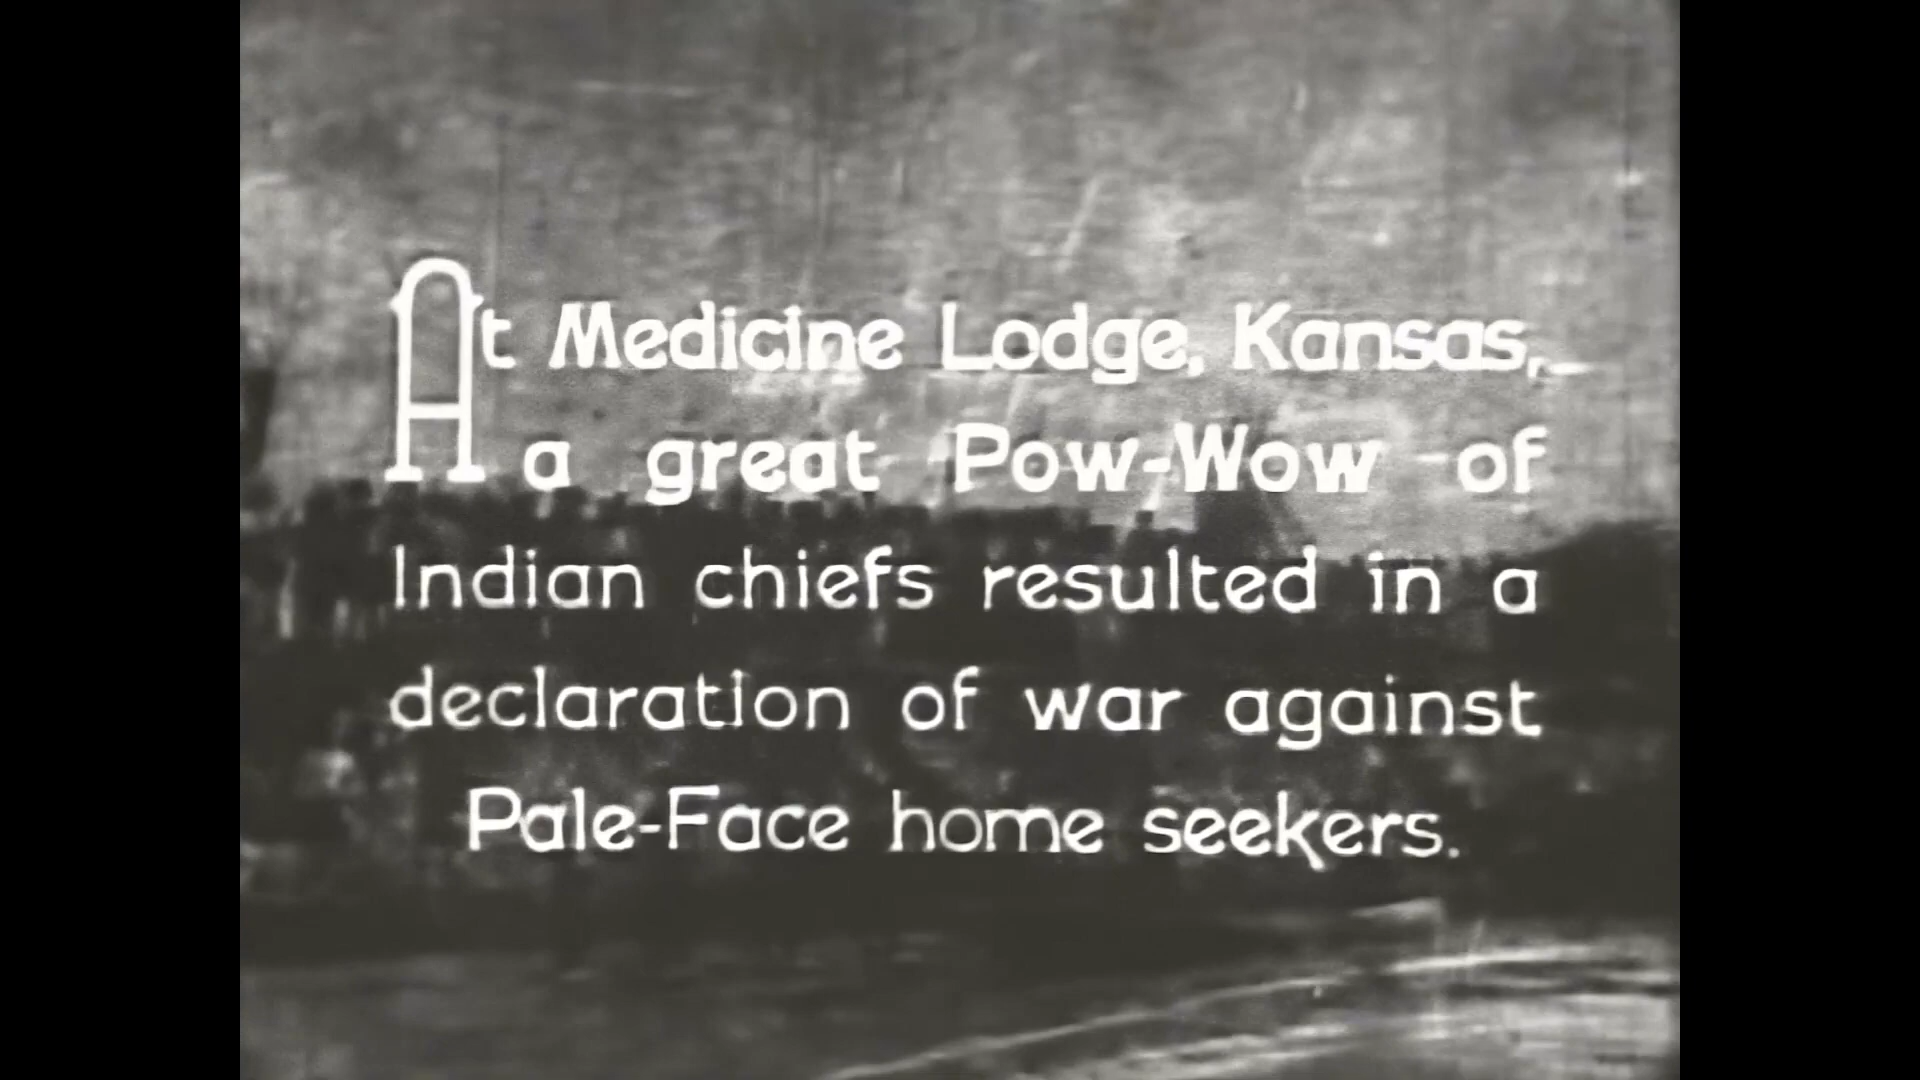 At Medicine Lodge, Kansas,
a great Pow-Wow of
Indian chiefs resulted in a
declaration of war against
Pale-Face home seekers.